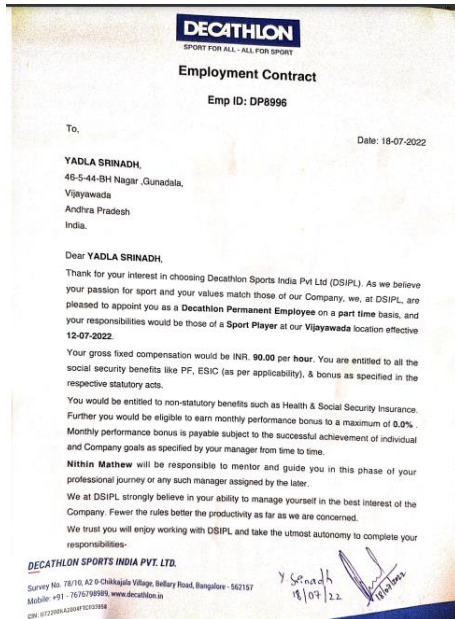 DECATHLON
SPORT FOR ALL - ALL FOR SPORT
Employment Contract
Emp ID: DP8996
To,
Date: 18-07-2022
YADLA SRINADH,
46-5-44-BH Nagar ,Gunadala,
Vijayawada
Andhra Pradesh
India.
Dear YADLA SRINADH,
Thank for your interest in choosing Decathlon Sports India Pvt Ltd (DSIPL). As we believe
your passion for sport and your values match those of our Company, we, at DSIPL, are
pleased to appoint you as a Decathlon Permanent Employee on a part time basis, and
your responsibilities would be those of a Sport Player at our Vijayawada location effective
12-07-2022.
Your gross fixed compensation would be INR. 90.00 per hour. You are entitled to all the
social security benefits like PF, ESIC (as per applicability), & bonus as specified in the
respective statutory acts.
You would be entitled to non-statutory benefits such as Health & Social Security Insurance.
Further you would be eligible to earn monthly performance bonus to a maximum of 0.0% .
Monthly performance bonus is payable subject to the successful achievement of individual
and Company goals as specified by your manager from time to time.
Nithin Mathew will be responsible to mentor and guide you in this phase of your
professional journey or any such manager assigned by the later.
We at DSIPL strongly believe in your ability to manage yourself in the best interest of the
Company. Fewer the rules better the productivity as far as we are concerned.
We trust you will enjoy working with DSIPL and take the utmost autonomy to complete your
responsibilities-
DECATHLON SPORTS INDIA PVT. LTD.
Survey No. 78/10, A2 0-Chikkajala Village, Bellary Road, Bangalore - 562157
Mobile: +91 - 7676798989, www.decathlon.in
CIN:
Y. Srinadh
18/07/22
18/07/2022